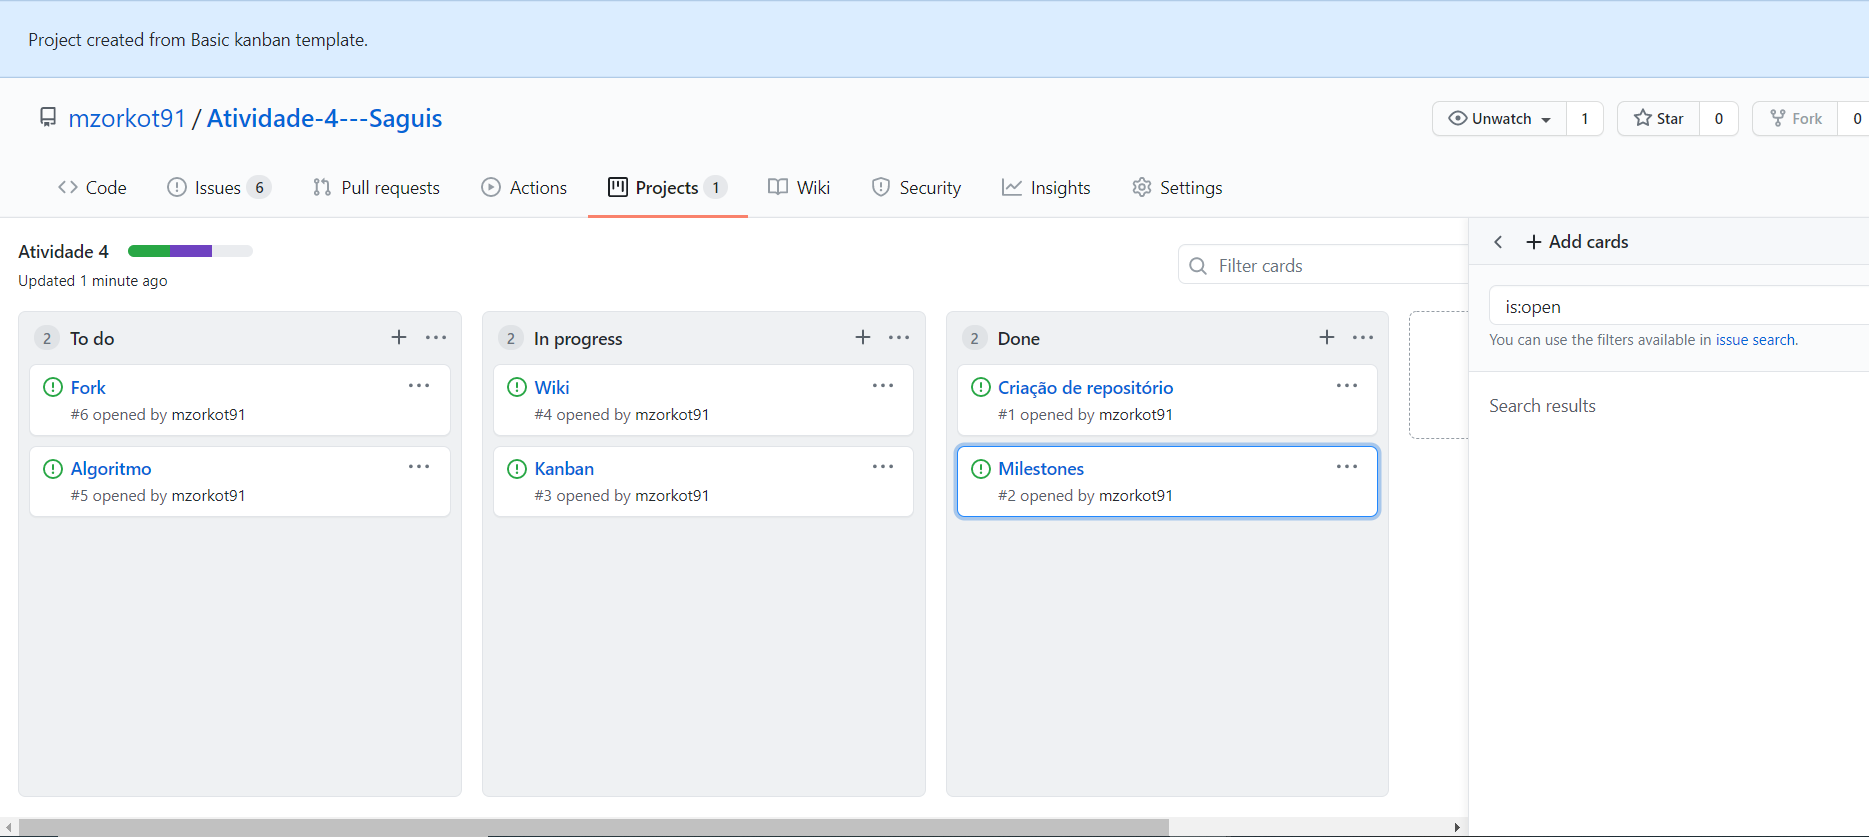 Project created from Basic kanban template.
mzorkot91 / Atividade-4---Saguis
Unwatch 1 Star 0 Fork 0
Code Issues 6 Pull requests Actions Projects 1 Wiki Security Insights Settings
Atividade 4
Updated 1 minute ago
Filter cards
2 To do
Fork
#6 opened by mzorkot91
Algoritmo
#5 opened by mzorkot91
2 In progress
Wiki
#4 opened by mzorkot91
Kanban
#3 opened by mzorkot91
2 Done
Criação de repositório
#1 opened by mzorkot91
Milestones
#2 opened by mzorkot91
+ Add cards
is:open
You can use the filters available in issue search.
Search results